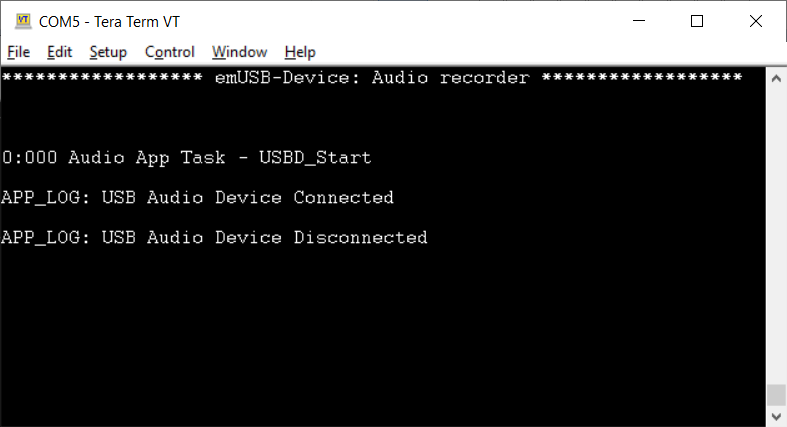 COM5 - Tera Term VT
File Edit Setup Control Window Help
****************** emUSB-Device: Audio recorder ******************
0:000 Audio App Task - USBD_Start
APP_LOG: USB Audio Device Connected
APP_LOG: USB Audio Device Disconnected